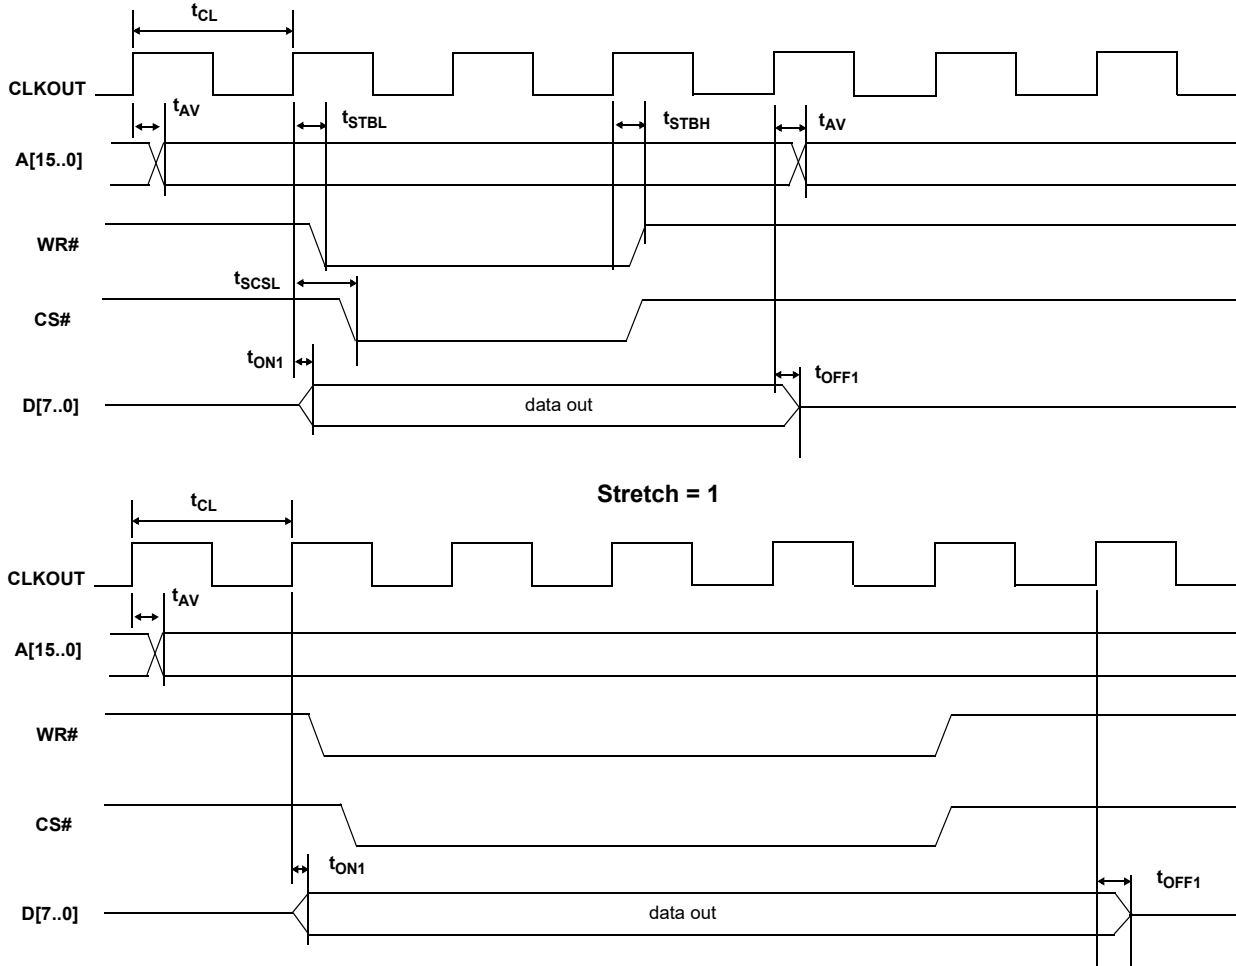 tCL
CLKOUT
tAV
tSTBL
tSTBH
tAV
A[15..0]
WR#
tSCSL
CS#
tON1
tOFF1
D[7..0]
data out
Stretch = 1
tCL
CLKOUT
tAV
A[15..0]
WR#
CS#
tON1
tOFF1
D[7..0]
data out